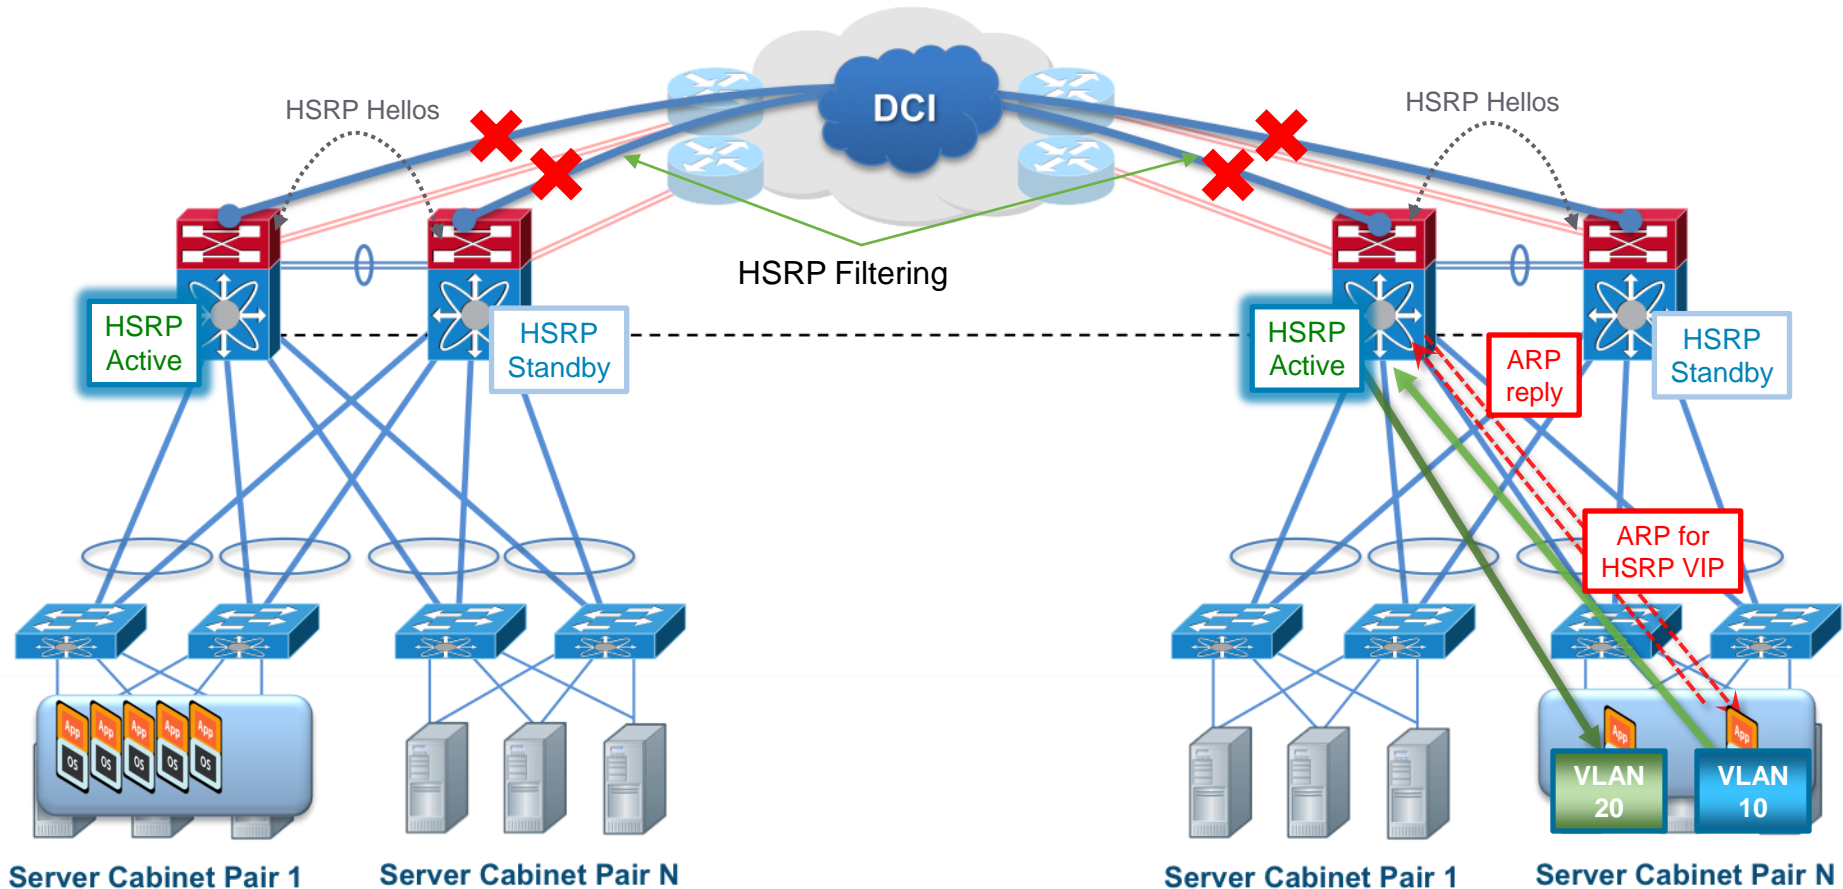 DCI
HSRP Hellos
HSRP Hellos
HSRP Filtering
HSRP
Active
HSRP
Standby
HSRP
Active
ARP
reply
HSRP
Standby
ARP for
HSRP VIP
App
App
App
App
App
OS
OS
OS
OS
OS
App
App
VLAN
20
VLAN
10
Server Cabinet Pair 1
Server Cabinet Pair N
Server Cabinet Pair 1
Server Cabinet Pair N